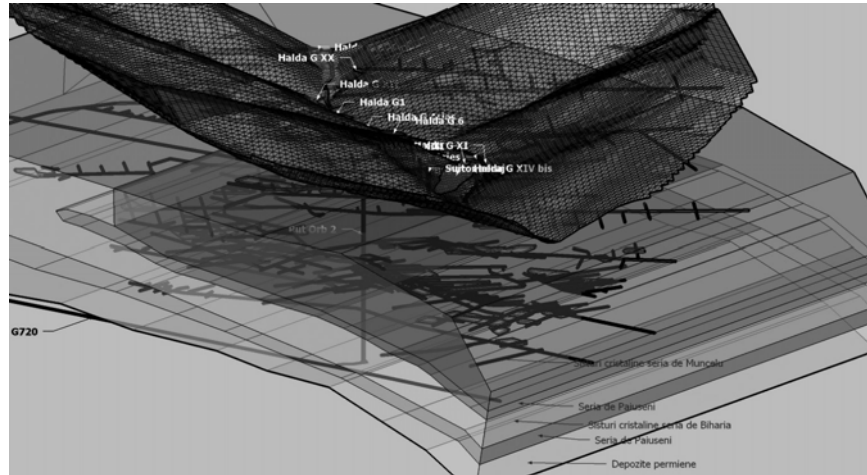 Halda G XX
Halda G
Halda G1
Halda G 6
G XI
G XIV bis
Put Orb 2
G720
Sisturi cristaline seria de Muncelu
Seria de Paiuseni
Sisturi cristaline seria de Biharia
Seria de Paiuseni
Depozite permiene